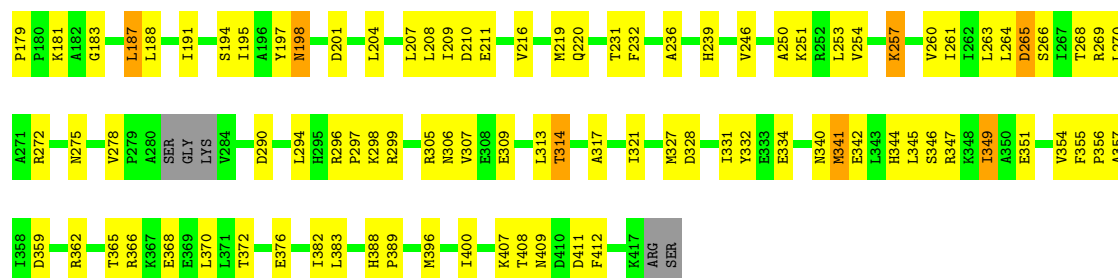 P179 P180 K181 A182 G183 L187 L188 I191 S194 I195 A196 Y197 N198 D201 L204 L207 L208 I209 D210 E211 V216 M219 Q220 T231 F232 A236 H239 V246 A250 K251 R252 L253 V254 K257 V260 I261 I262 L263 L264 D265 S266 I267 T268 R269
A271 R272 N275 V278 P279 A280 SER GLY LYS V284 D290 L294 H295 R296 P297 K298 R299 R305 N306 V307 E308 E309 L313 T314 A317 I321 M327 D328 I331 Y332 E333 E334 N340 M341 E342 L343 H344 L345 S346 R347 K348 I349 A350 E351 V354 F355 P356
I358 D359 R362 T365 R366 K367 E368 E369 L370 L371 T372 E376 I382 L383 H388 P389 M396 I400 K407 T408 N409 D410 D411 F412 K417 ARG SER